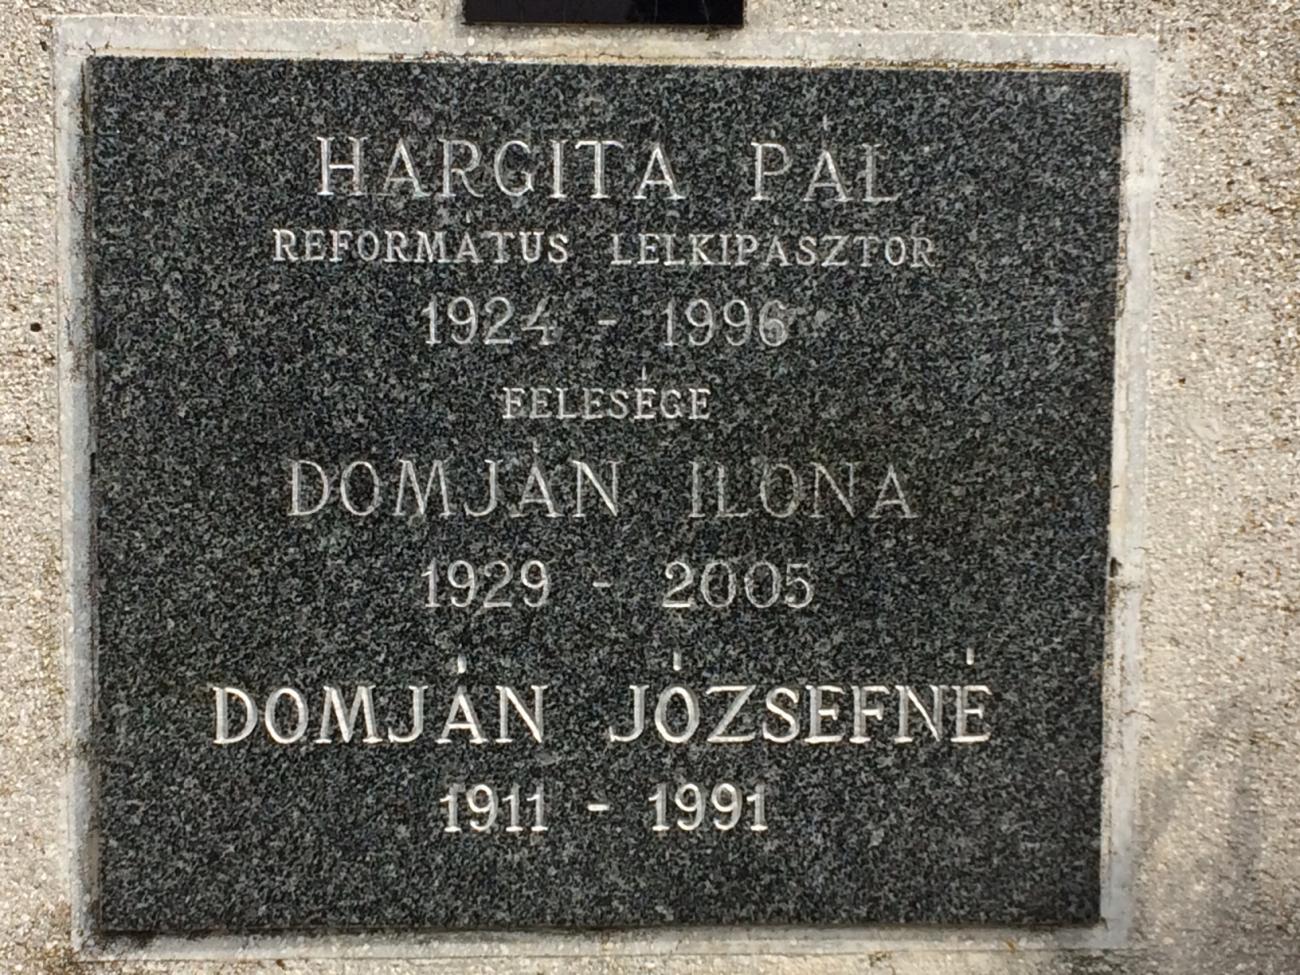 HARGITA PÁL
REFORMÁTUS LELKIPÁSZTOR
1924 - 1996
FELESÉGE
DOMJÁN ILONA
1929 - 2005
DOMJÁN JÓZSEFNÉ
1911 - 1991